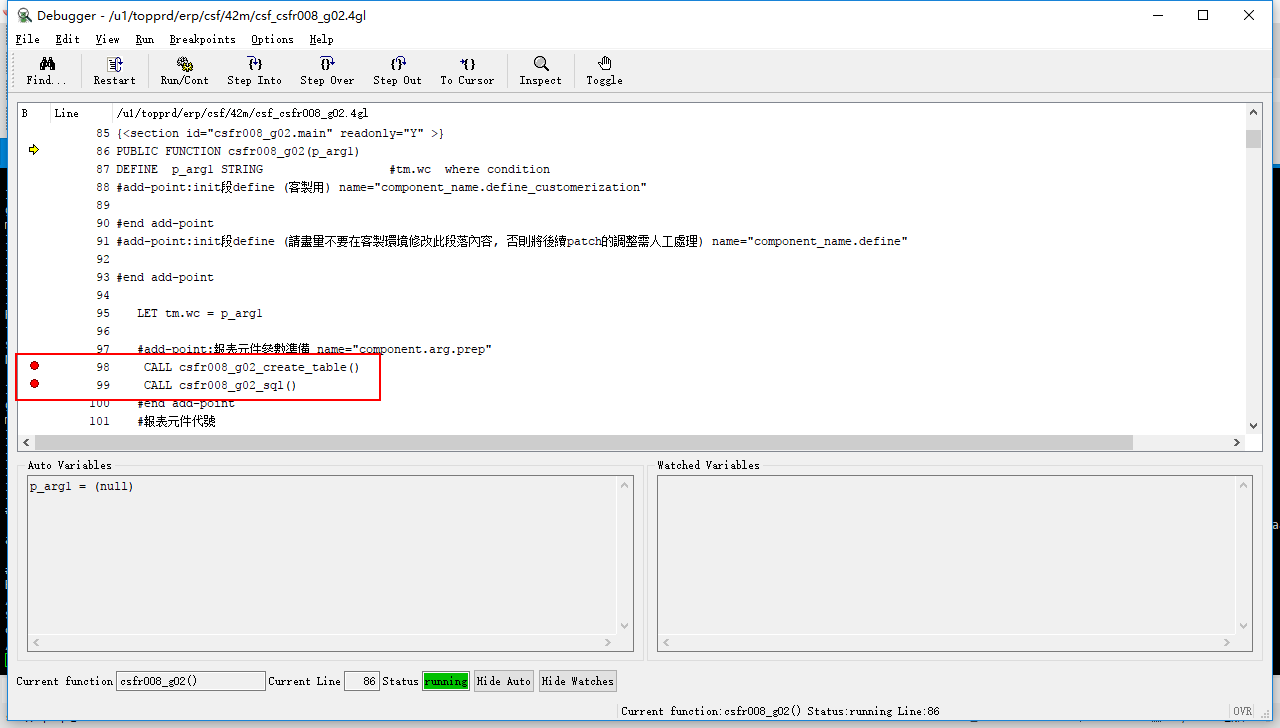 Debugger - /u1/topprd/erp/csf/42m/csf_csfr008_g02.4gl
File Edit View Run Breakpoints Options Help
Find... Restart Run/Cont Step Into Step Over Step Out To Cursor Inspect Toggle
B Line /u1/topprd/erp/csf/42m/csf_csfr008_g02.4gl
85 {<section id="csfr008_g02.main" readonly="Y" >}
86 PUBLIC FUNCTION csfr008_g02(p_arg1)
87 DEFINE p_arg1 STRING #tm.wc where condition
88 #add-point:init段define (客製用) name="component_name.define_customerization"
89
90 #end add-point
91 #add-point:init段define (請盡量不要在客製環境修改此段落內容, 否則將後續patch的調整需人工處理) name="component_name.define"
92
93 #end add-point
94
95 LET tm.wc = p_arg1
96
97 #add-point:報表元件參數準備 name="component.arg.prep"
98 CALL csfr008_g02_create_table()
99 CALL csfr008_g02_sql()
100 #end add-point
101 #報表元件代號
Auto Variables Watched Variables
p_arg1 = (null)
Current function csfr008_g02() Current Line 86 Status running Hide Auto Hide Watches
Current function:csfr008_g02() Status:running Line:86 OVR